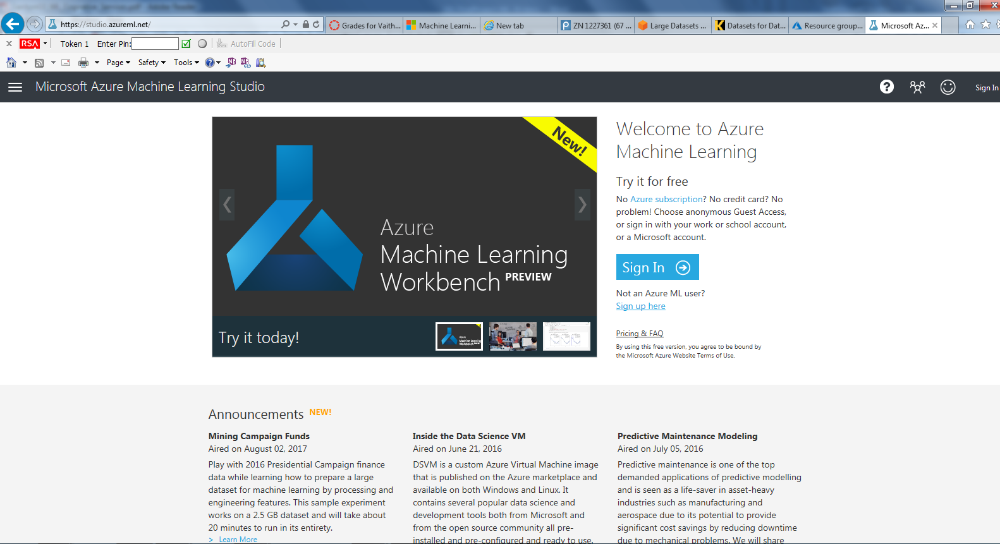 https://studio.azureml.net/
Grades for Vaith...
Machine Learni...
New tab
ZN 1227361 (67 ...
Large Datasets ...
Datasets for Dat...
Resource group...
Microsoft Az...
RSA
Token 1 Enter Pin:
AutoFill Code
Page Safety Tools
Microsoft Azure Machine Learning Studio
Sign In
New!
Azure
Machine Learning
Workbench PREVIEW
Try it today!
Welcome to Azure
Machine Learning
Try it for free
No Azure subscription? No credit card? No
problem! Choose anonymous Guest Access,
or sign in with your work or school account,
or a Microsoft account.
Sign In
Not an Azure ML user?
Sign up here
Pricing & FAQ
By using this free version, you agree to be bound by
the Microsoft Azure Website Terms of Use.
Announcements NEW!
Mining Campaign Funds
Aired on August 02, 2017
Play with 2016 Presidential Campaign finance
data while learning how to prepare a large
dataset for machine learning by processing and
engineering features. This sample experiment
works on a 2.5 GB dataset and will take about
20 minutes to run in its entirety.
> Learn More
Inside the Data Science VM
Aired on June 21, 2016
DSVM is a custom Azure Virtual Machine image
that is published on the Azure marketplace and
available on both Windows and Linux. It
contains several popular data science and
development tools both from Microsoft and
from the open source community all pre-
installed and pre-configured and ready to use.
Predictive Maintenance Modeling
Aired on July 05, 2016
Predictive maintenance is one of the top
demanded applications of predictive modelling
and is seen as a life-saver in asset-heavy
industries such as manufacturing and
aerospace due to its potential to provide
significant cost savings by reducing downtime
due to mechanical problems. We will share